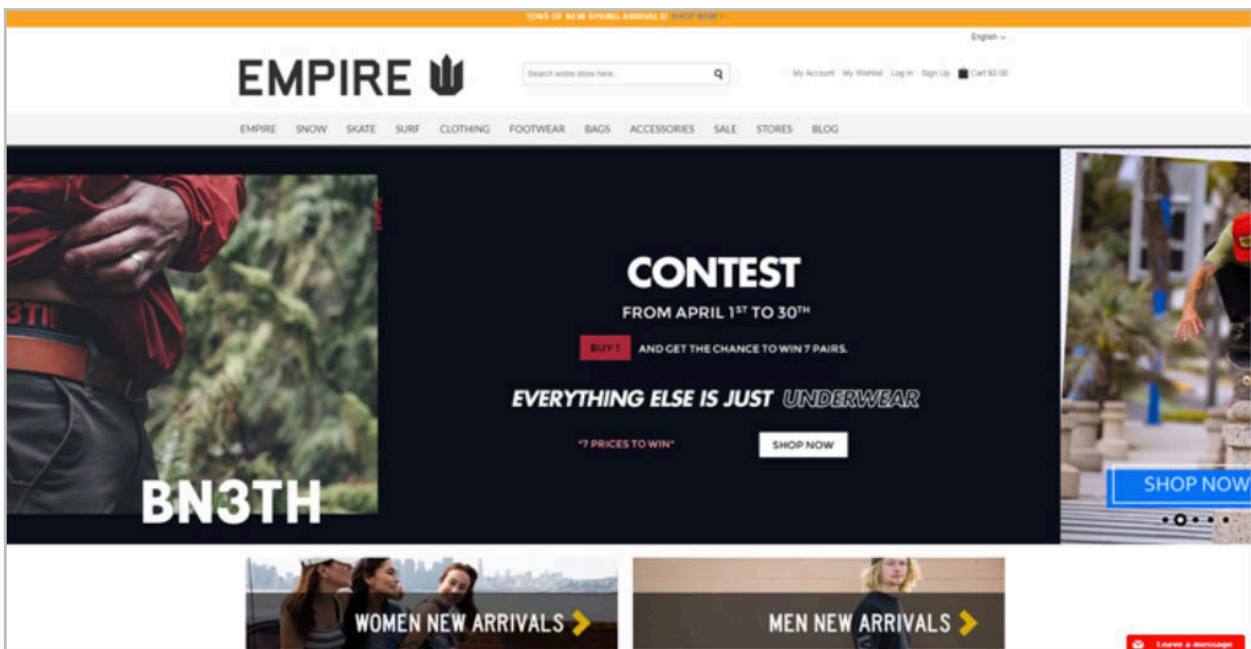 TONS OF NEW SPRING ARRIVALS! SHOP NOW >
English
EMPIRE
Search entire store here...
My Account My Wishlist Log In Sign Up Cart $0.00
EMPIRE SNOW SKATE SURF CLOTHING FOOTWEAR BAGS ACCESSORIES SALE STORES BLOG
EMPIRE
3TH
BN3TH
CONTEST
FROM APRIL 1ST TO 30TH
BUY 1 AND GET THE CHANCE TO WIN 7 PAIRS.
EVERYTHING ELSE IS JUST UNDERWEAR
*7 PRICES TO WIN* SHOP NOW
SHOP NOW
WOMEN NEW ARRIVALS
MEN NEW ARRIVALS
Leave a message